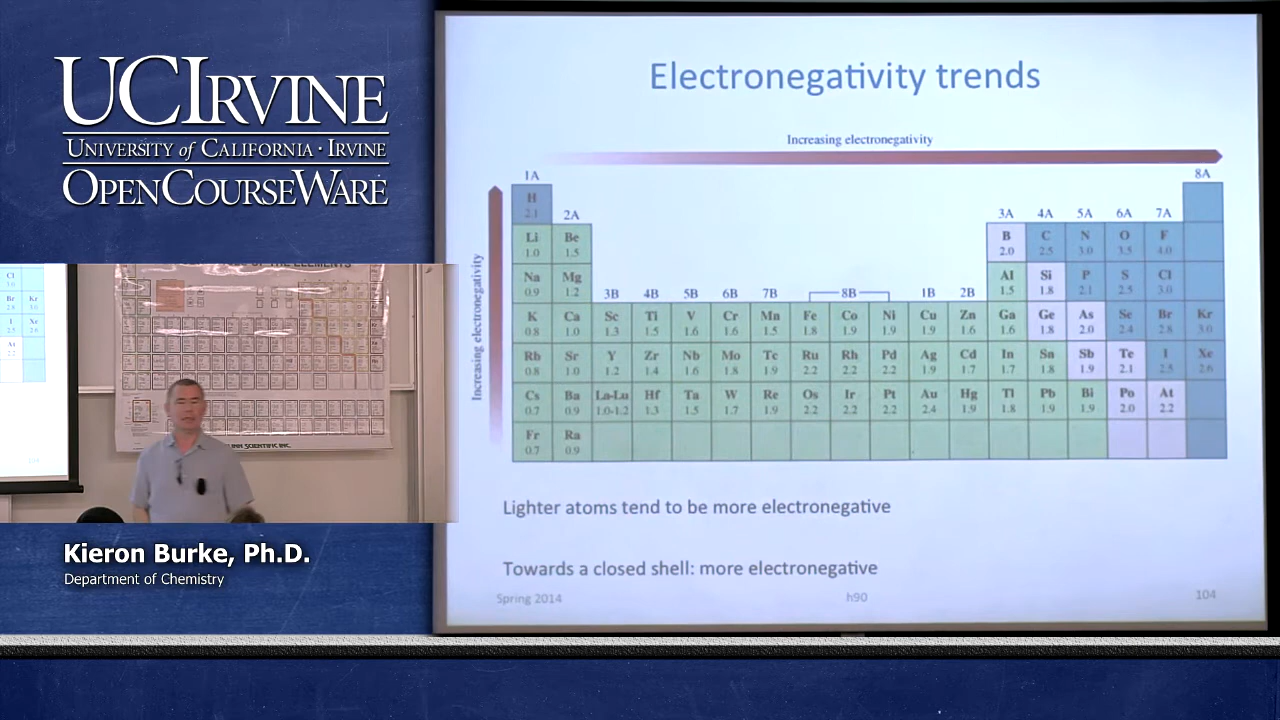 UCIRVINE
UNIVERSITY of CALIFORNIA · IRVINE
OPENCOURSEWARE
Kieron Burke, Ph.D.
Department of Chemistry
Electronegativity trends
Increasing electronegativity
Increasing electronegativity
1A 8A
H
2.1
2A 3A 4A 5A 6A 7A
Li Be B C N O F
1.0 1.5 2.0 2.5 3.0 3.5 4.0
Na Mg Al Si P S Cl
0.9 1.2 1.5 1.8 2.1 2.5 3.0
3B 4B 5B 6B 7B 8B 1B 2B
K Ca Sc Ti V Cr Mn Fe Co Ni Cu Zn Ga Ge As Se Br Kr
0.8 1.0 1.3 1.5 1.6 1.6 1.5 1.8 1.9 1.9 1.9 1.6 1.6 1.8 2.0 2.4 2.8 3.0
Rb Sr Y Zr Nb Mo Tc Ru Rh Pd Ag Cd In Sn Sb Te I Xe
0.8 1.0 1.2 1.4 1.6 1.8 1.9 2.2 2.2 2.2 1.9 1.7 1.7 1.8 1.9 2.1 2.5 2.6
Cs Ba La-Lu Hf Ta W Re Os Ir Pt Au Hg Tl Pb Bi Po At
0.7 0.9 1.0-1.2 1.3 1.5 1.7 1.9 2.2 2.2 2.2 2.4 1.9 1.8 1.9 1.9 2.0 2.2
Fr Ra
0.7 0.9
Lighter atoms tend to be more electronegative
Towards a closed shell: more electronegative
Spring 2014 h90 104